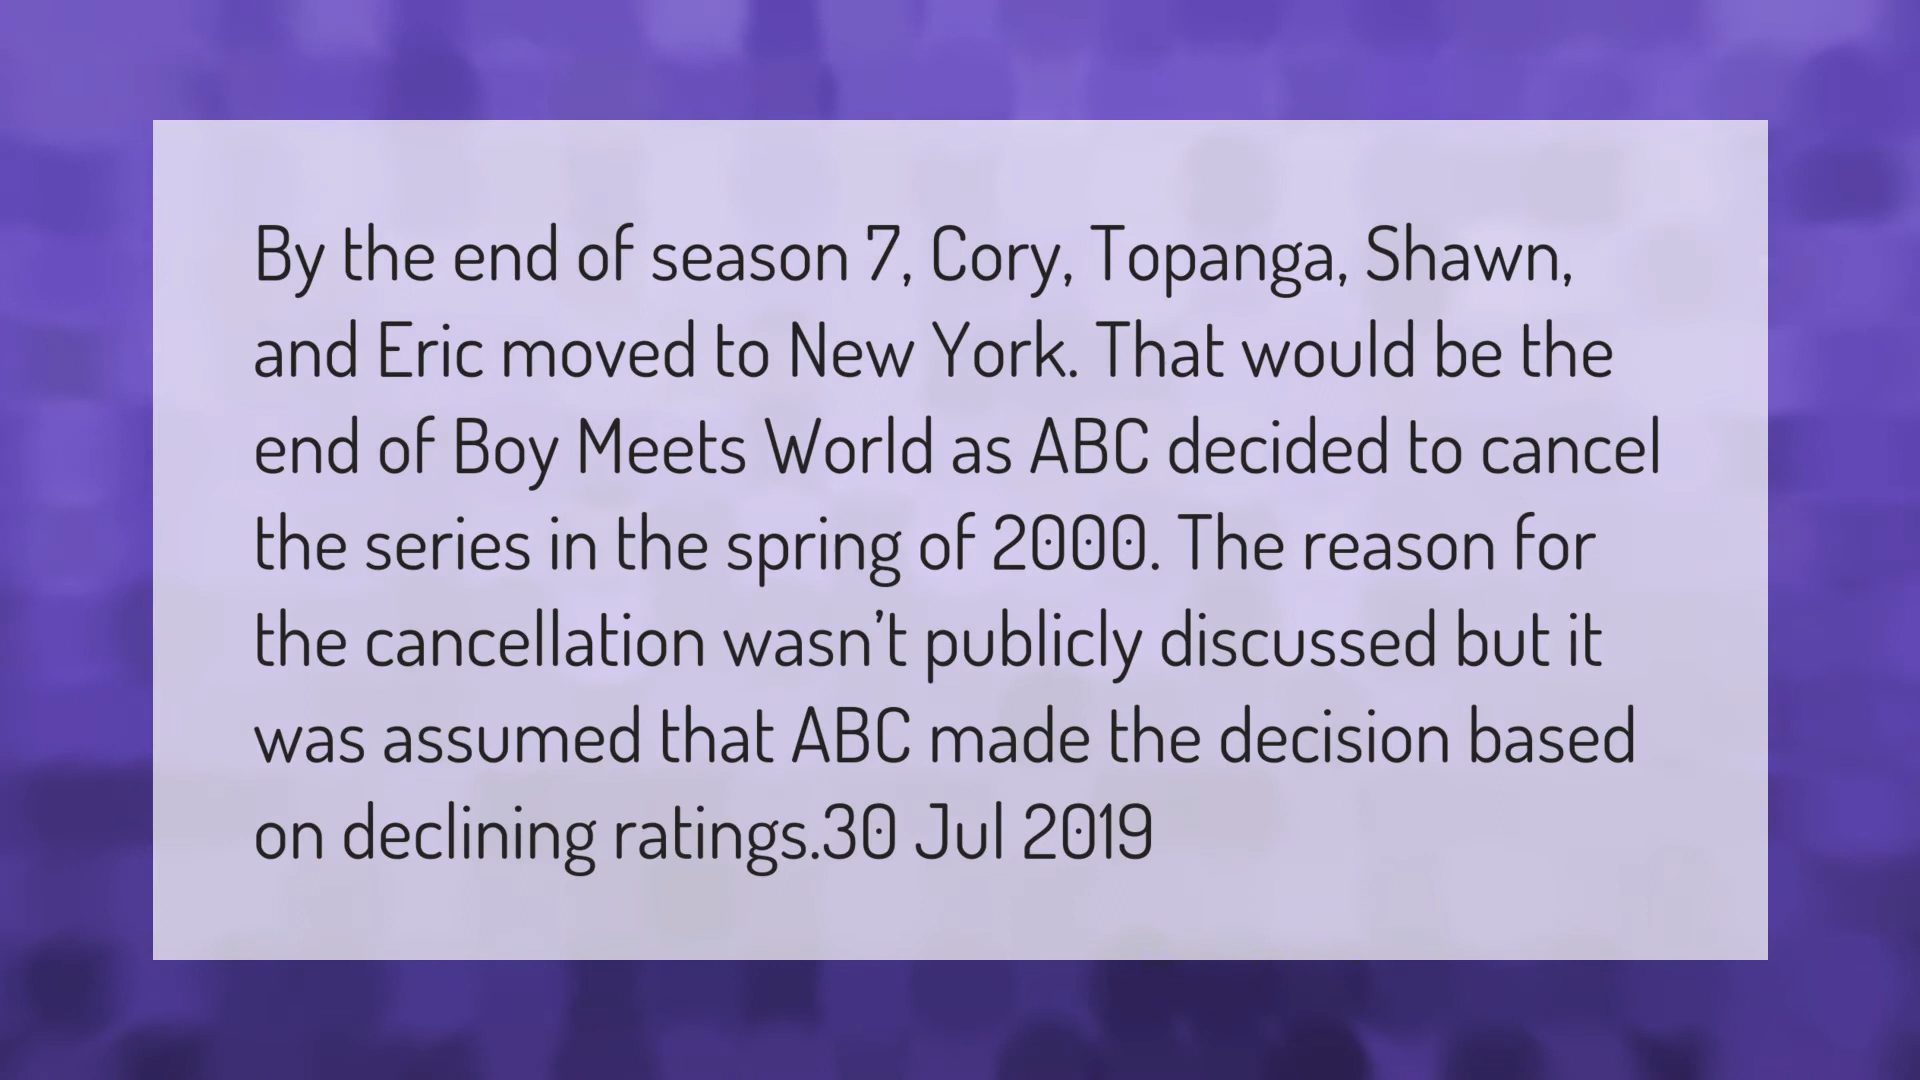 By the end of season 7, Cory, Topanga, Shawn,
and Eric moved to New York. That would be the
end of Boy Meets World as ABC decided to cancel
the series in the spring of 2000. The reason for
the cancellation wasn’t publicly discussed but it
was assumed that ABC made the decision based
on declining ratings.30 Jul 2019